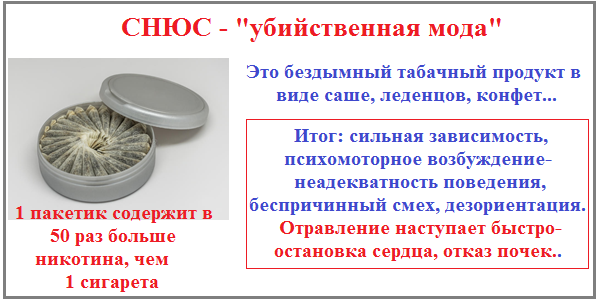 СНЮС - "убийственная мода"
Это бездымный табачный продукт в
виде саше, леденцов, конфет...
Итог: сильная зависимость,
психомоторное возбуждение-
неадекватность поведения,
беспричинный смех, дезориентация.
Отравление наступает быстро-
остановка сердца, отказ почек..
1 пакетик содержит в
50 раз больше
никотина, чем
1 сигарета